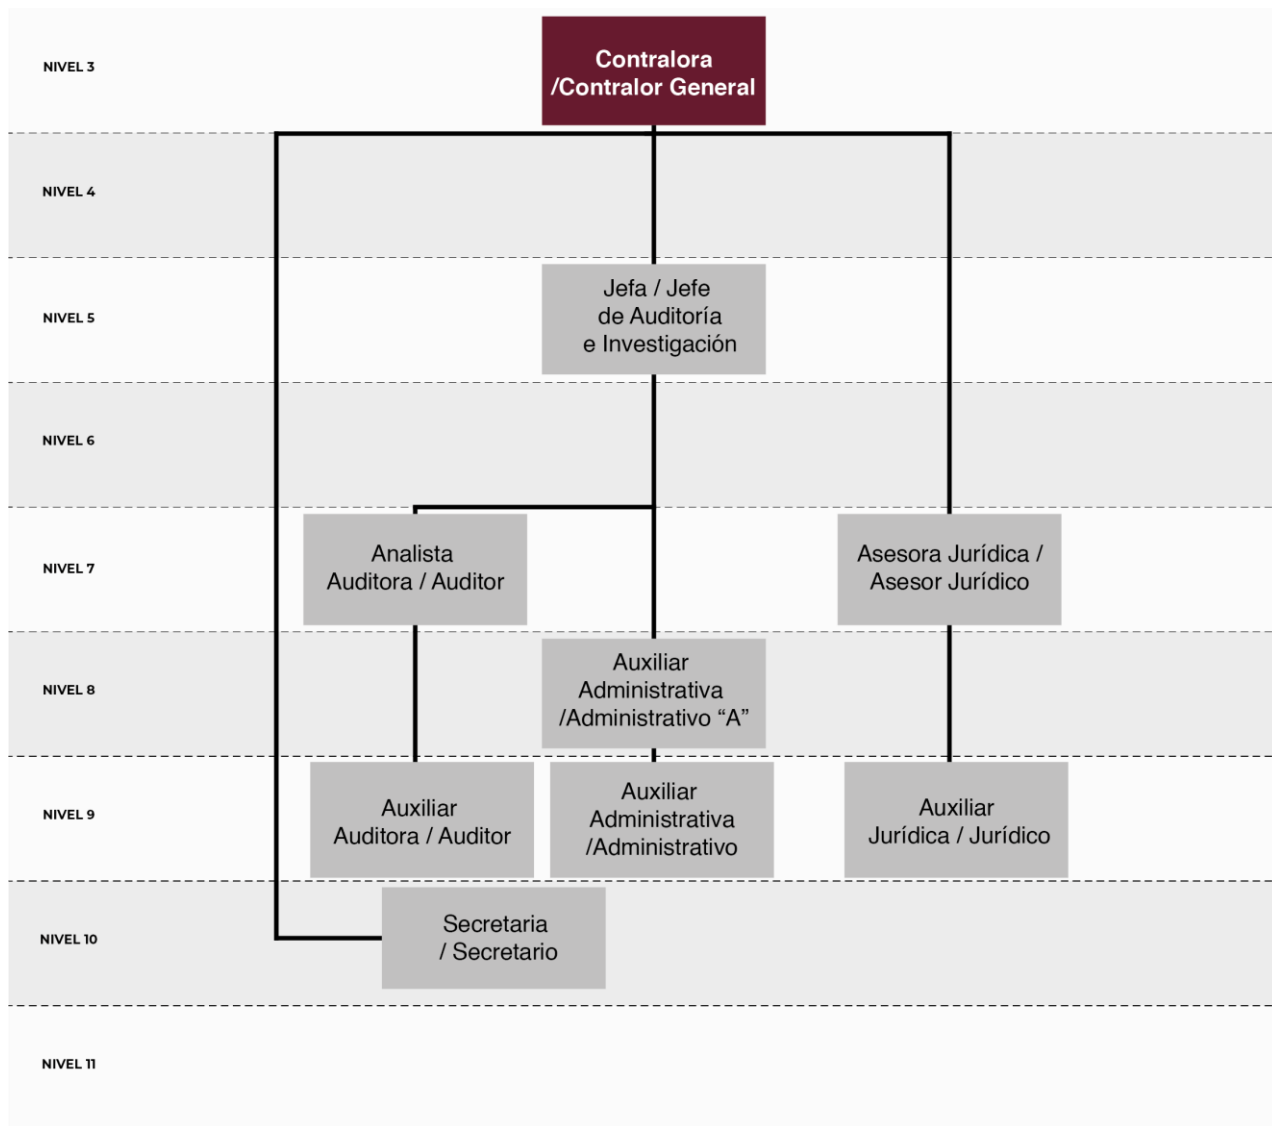 NIVEL 3
Contralora
/Contralor General
NIVEL 4
NIVEL 5
Jefa / Jefe
de Auditoría
e Investigación
NIVEL 6
NIVEL 7
Analista
Auditora / Auditor
Asesora Jurídica /
Asesor Jurídico
NIVEL 8
Auxiliar
Administrativa
/Administrativo “A”
NIVEL 9
Auxiliar
Auditora / Auditor
Auxiliar
Administrativa
/Administrativo
Auxiliar
Jurídica / Jurídico
NIVEL 10
Secretaria
/ Secretario
NIVEL 11